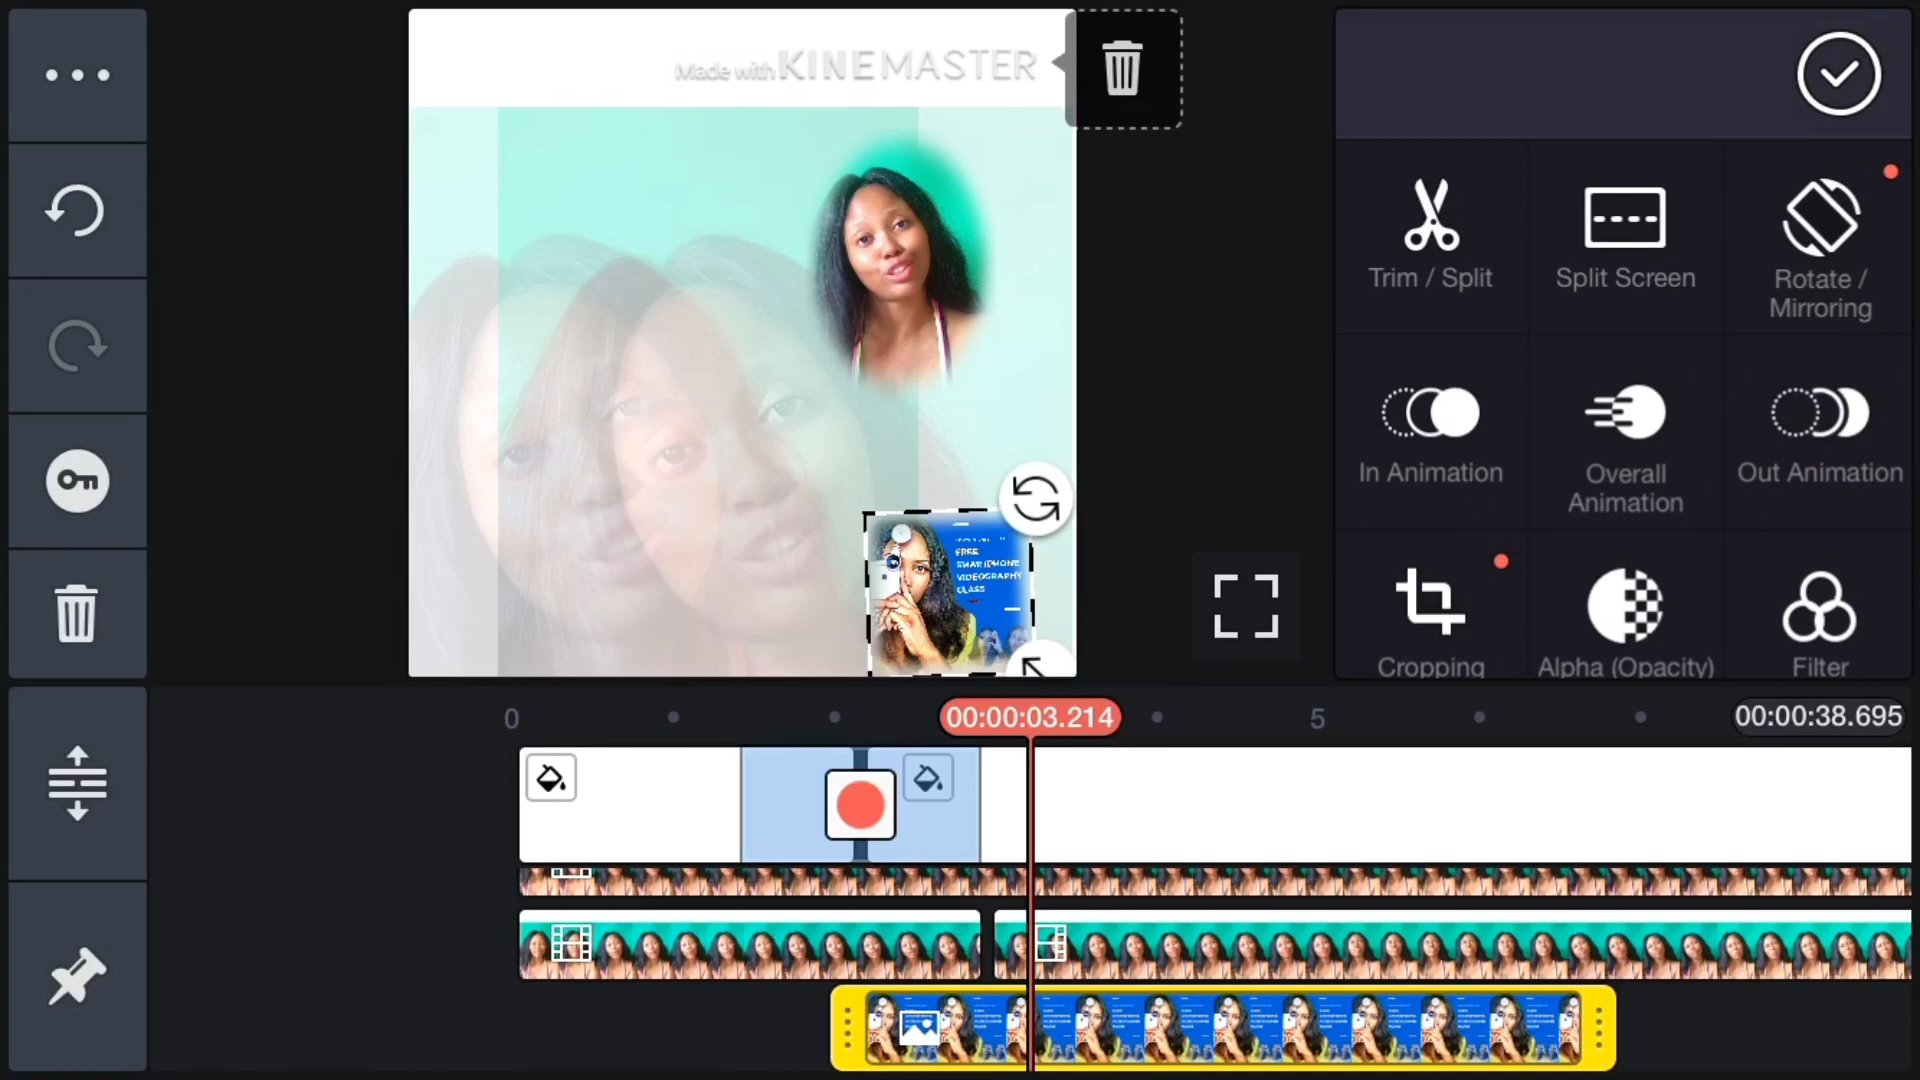 Made with KINEMASTER
Trim / Split
Split Screen
Rotate /
Mirroring
In Animation
Overall
Animation
Out Animation
Cropping
Alpha (Opacity)
Filter
FREE
SMARTPHONE
VIDEOGRAPHY
CLASS
0
00:00:03.214
5
00:00:38.695